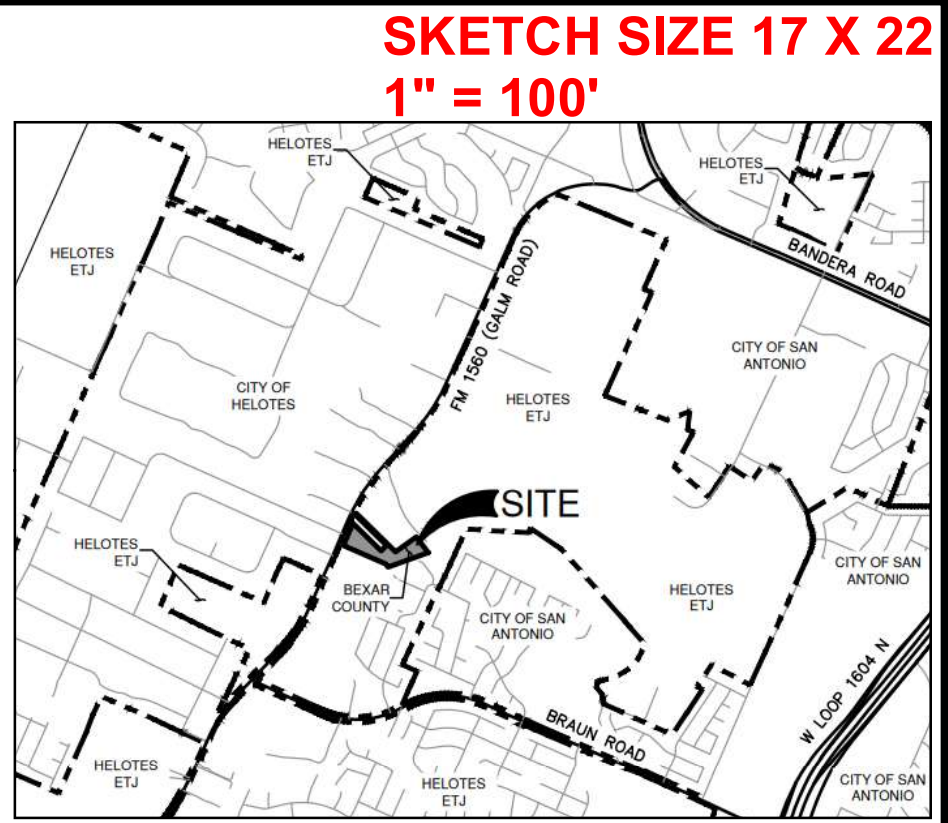 SKETCH SIZE 17 X 22
1" = 100'
HELOTES
ETJ
HELOTES
ETJ
HELOTES
ETJ
BANDERA ROAD
FM 1560 (GALM ROAD)
CITY OF SAN
ANTONIO
CITY OF
HELOTES
HELOTES
ETJ
SITE
HELOTES
ETJ
BEXAR
COUNTY
CITY OF SAN
ANTONIO
HELOTES
ETJ
CITY OF SAN
ANTONIO
W LOOP 1604 N
BRAUN ROAD
HELOTES
ETJ
HELOTES
ETJ
CITY OF SAN
ANTONIO